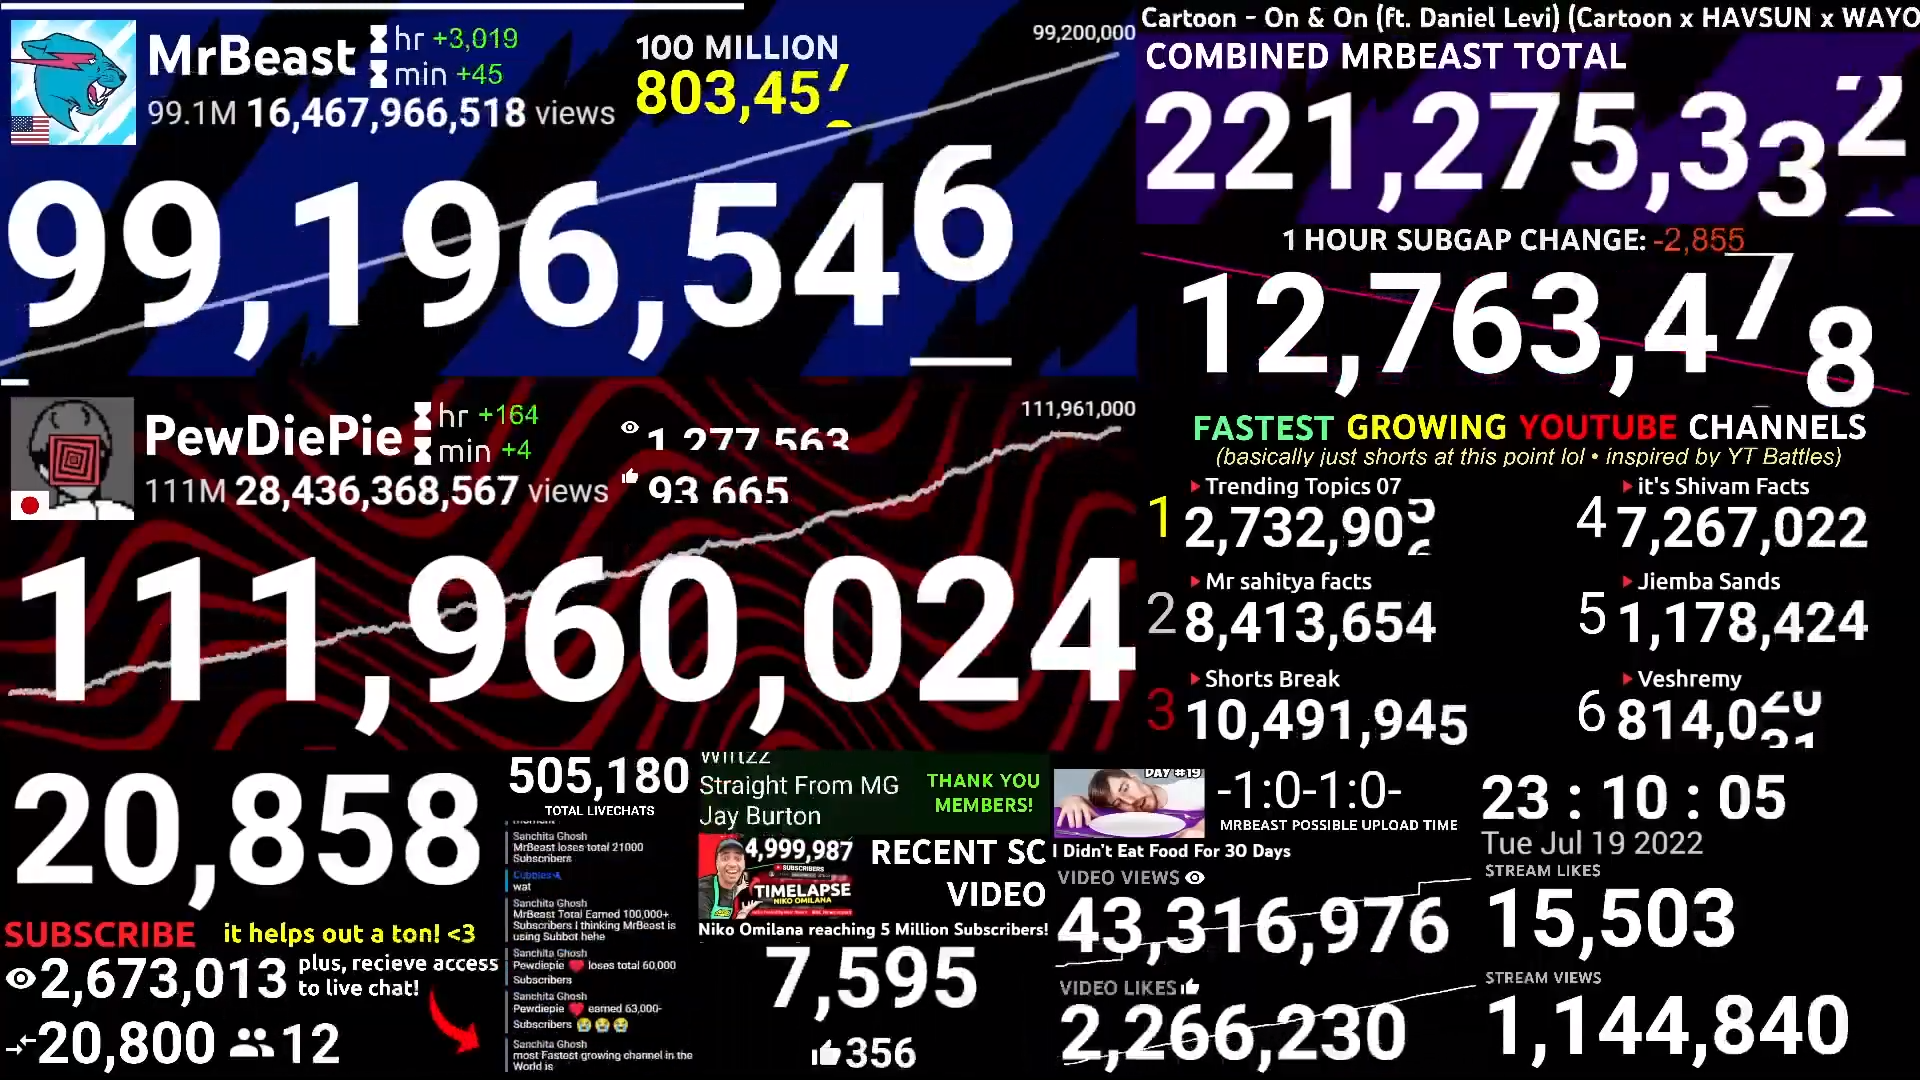 MrBeast
hr +3,019
min +45
99.1M 16,467,966,518 views
100 MILLION
803,45
99,200,000
99,196,546
PewDiePie
hr +164
min +4
111M 28,436,368,567 views
1,277,563
93,665
111,961,000
111,960,024
Cartoon - On & On (ft. Daniel Levi) (Cartoon x HAVSUN x WAYO
COMBINED MRBEAST TOTAL
221,275,332
1 HOUR SUBGAP CHANGE: -2,855
12,763,478
FASTEST GROWING YOUTUBE CHANNELS
(basically just shorts at this point lol • inspired by YT Battles)
1 Trending Topics 07
2,732,905
2 Mr sahitya facts
8,413,654
3 Shorts Break
10,491,945
4 it's Shivam Facts
7,267,022
5 Jiemba Sands
1,178,424
6 Veshremy
814,020
20,858
SUBSCRIBE it helps out a ton! <3
2,673,013 plus, recieve access
to live chat!
20,800 12
505,180
TOTAL LIVECHATS
Sanchita Ghosh
MrBeast loses total 21000
Subscribers
Cubbles
wat
Sanchita Ghosh
MrBeast Total Earned 100,000+
Subscribers I thinking MrBeast is
using Subbot hehe
Sanchita Ghosh
Pewdiepie ❤️ loses total 60,000
Subscribers
Sanchita Ghosh
Pewdiepie ❤️ earned 63,000-
Subscribers 😭😭😭
Sanchita Ghosh
most Fastest growing channel in the
World is
Straight From MG
Jay Burton
THANK YOU
MEMBERS!
4,999,987
SUBSCRIBERS
TIMELAPSE
NIKO OMILANA
RECENT SC
VIDEO
Niko Omilana reaching 5 Million Subscribers!
7,595
356
DAY #19
-1:0-1:0-
MRBEAST POSSIBLE UPLOAD TIME
I Didn't Eat Food For 30 Days
VIDEO VIEWS
43,316,976
VIDEO LIKES
2,266,230
23 : 10 : 05
Tue Jul 19 2022
STREAM LIKES
15,503
STREAM VIEWS
1,144,840